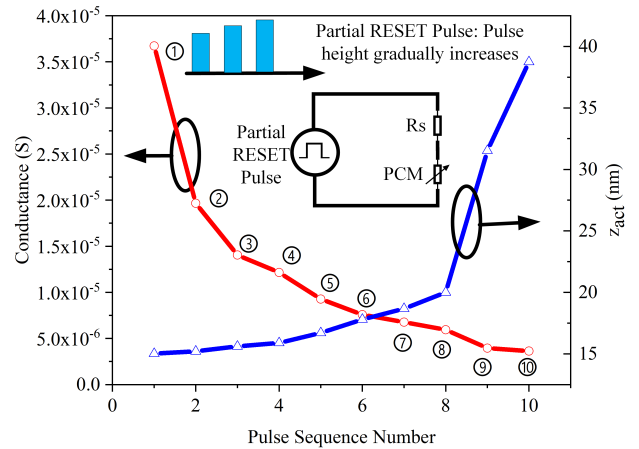 Partial RESET Pulse: Pulse
height gradually increases
4.0x10⁻⁵
3.5x10⁻⁵
3.0x10⁻⁵
2.5x10⁻⁵
2.0x10⁻⁵
1.5x10⁻⁵
1.0x10⁻⁵
5.0x10⁻⁶
0.0
Conductance (S)
①
②
③
④
⑤
⑥
⑦
⑧
⑨
⑩
Partial
RESET
Pulse
Rs
PCM
40
35
30
25
20
15
z_act (nm)
0
2
4
6
8
10
Pulse Sequence Number